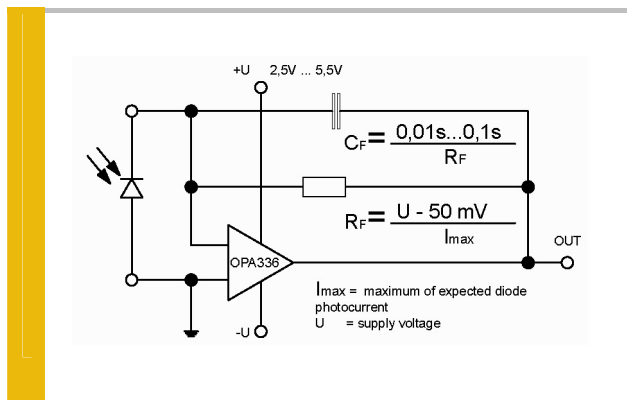 +U 2,5V ... 5,5V
CF= 0,01s...0,1s
RF
RF= U - 50 mV
Imax
OUT
OPA336
Imax = maximum of expected diode
photocurrent
U = supply voltage
-U